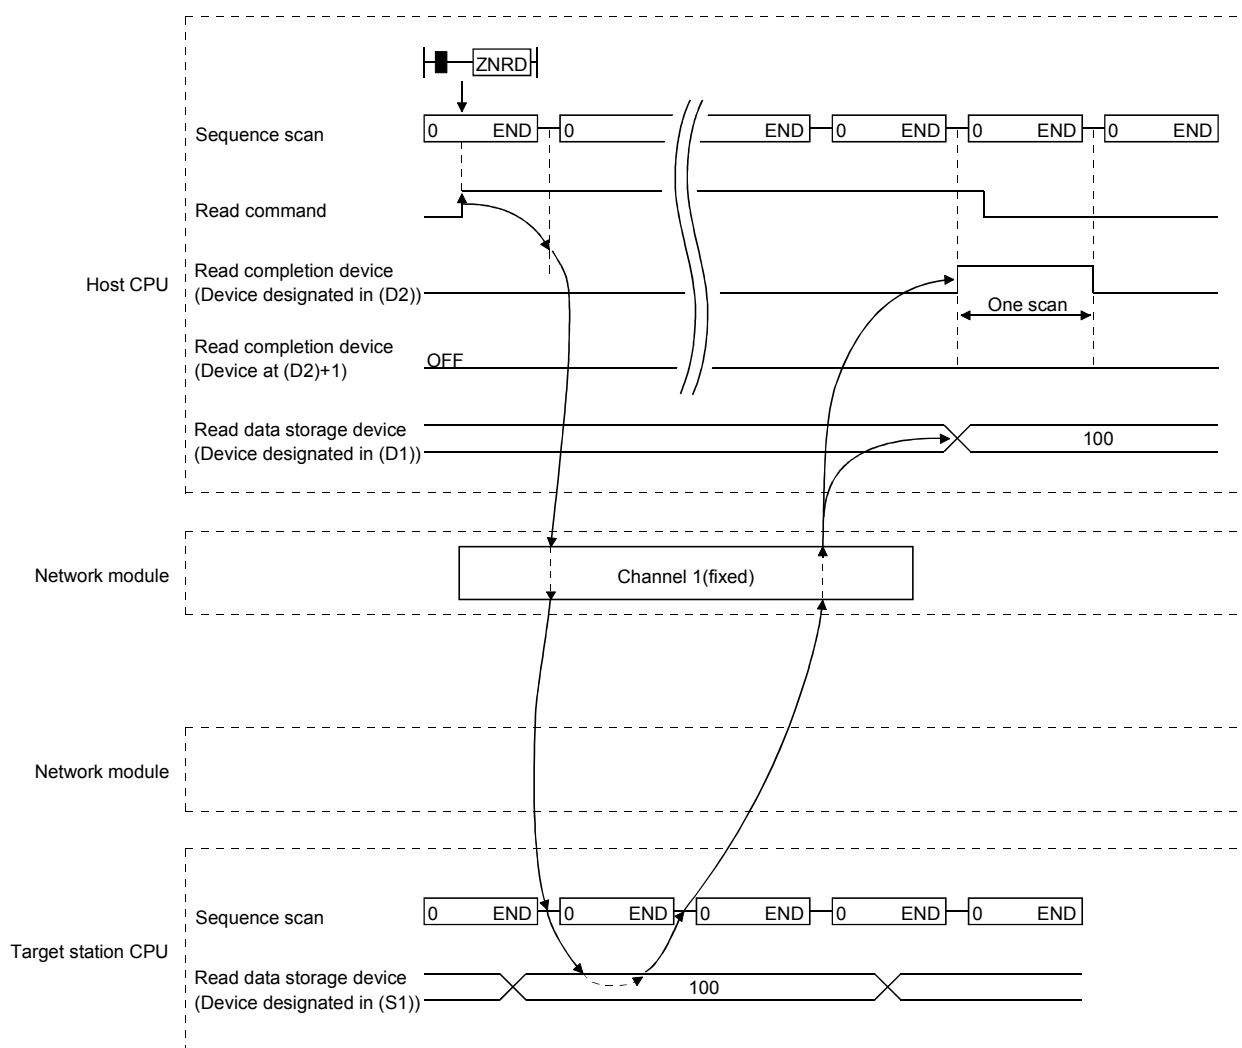 ZNRD
Sequence scan
0 END 0 END 0 END 0 END 0 END
Read command
Host CPU
Read completion device
(Device designated in (D2))
One scan
Read completion device
(Device at (D2)+1)
OFF
Read data storage device
(Device designated in (D1))
100
Network module
Channel 1(fixed)
Network module
Target station CPU
Sequence scan
0 END 0 END 0 END 0 END 0 END
Read data storage device
(Device designated in (S1))
100